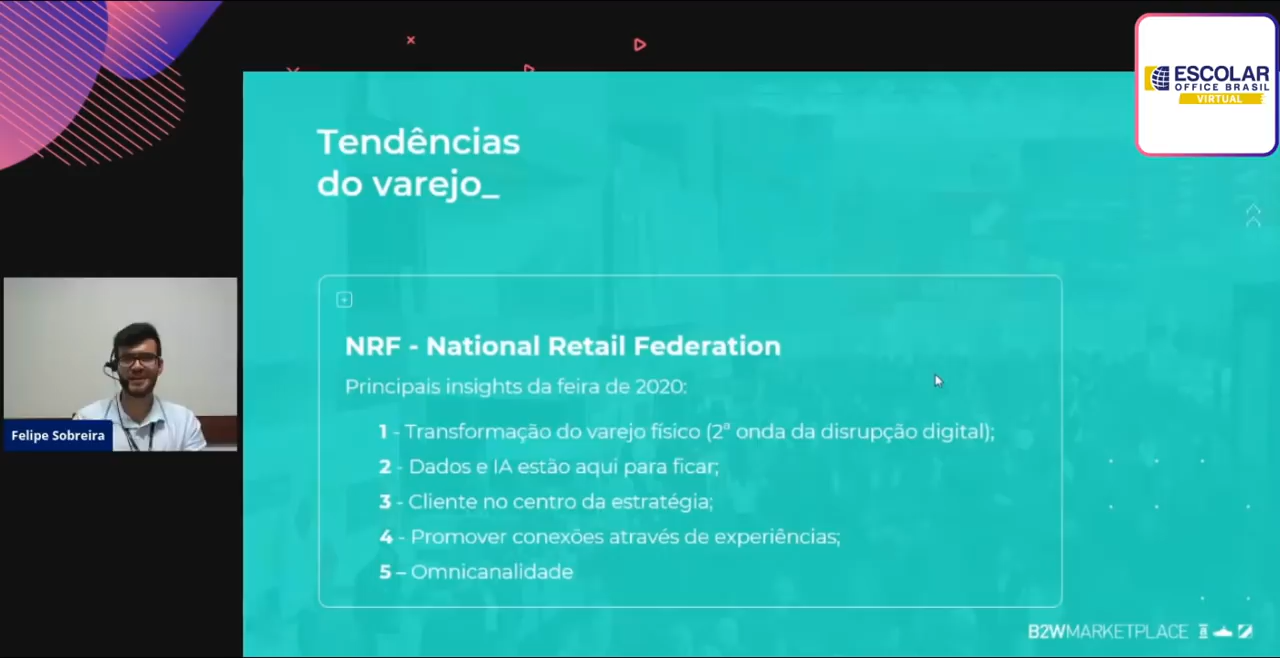 ESCOLAR
OFFICE BRASIL
VIRTUAL
Tendências
do varejo_
NRF - National Retail Federation
Principais insights da feira de 2020:
1 - Transformação do varejo físico (2ª onda da disrupção digital);
2 - Dados e IA estão aqui para ficar;
3 - Cliente no centro da estratégia;
4 - Promover conexões através de experiências;
5 – Omnicanalidade
Felipe Sobreira
B2WMARKETPLACE